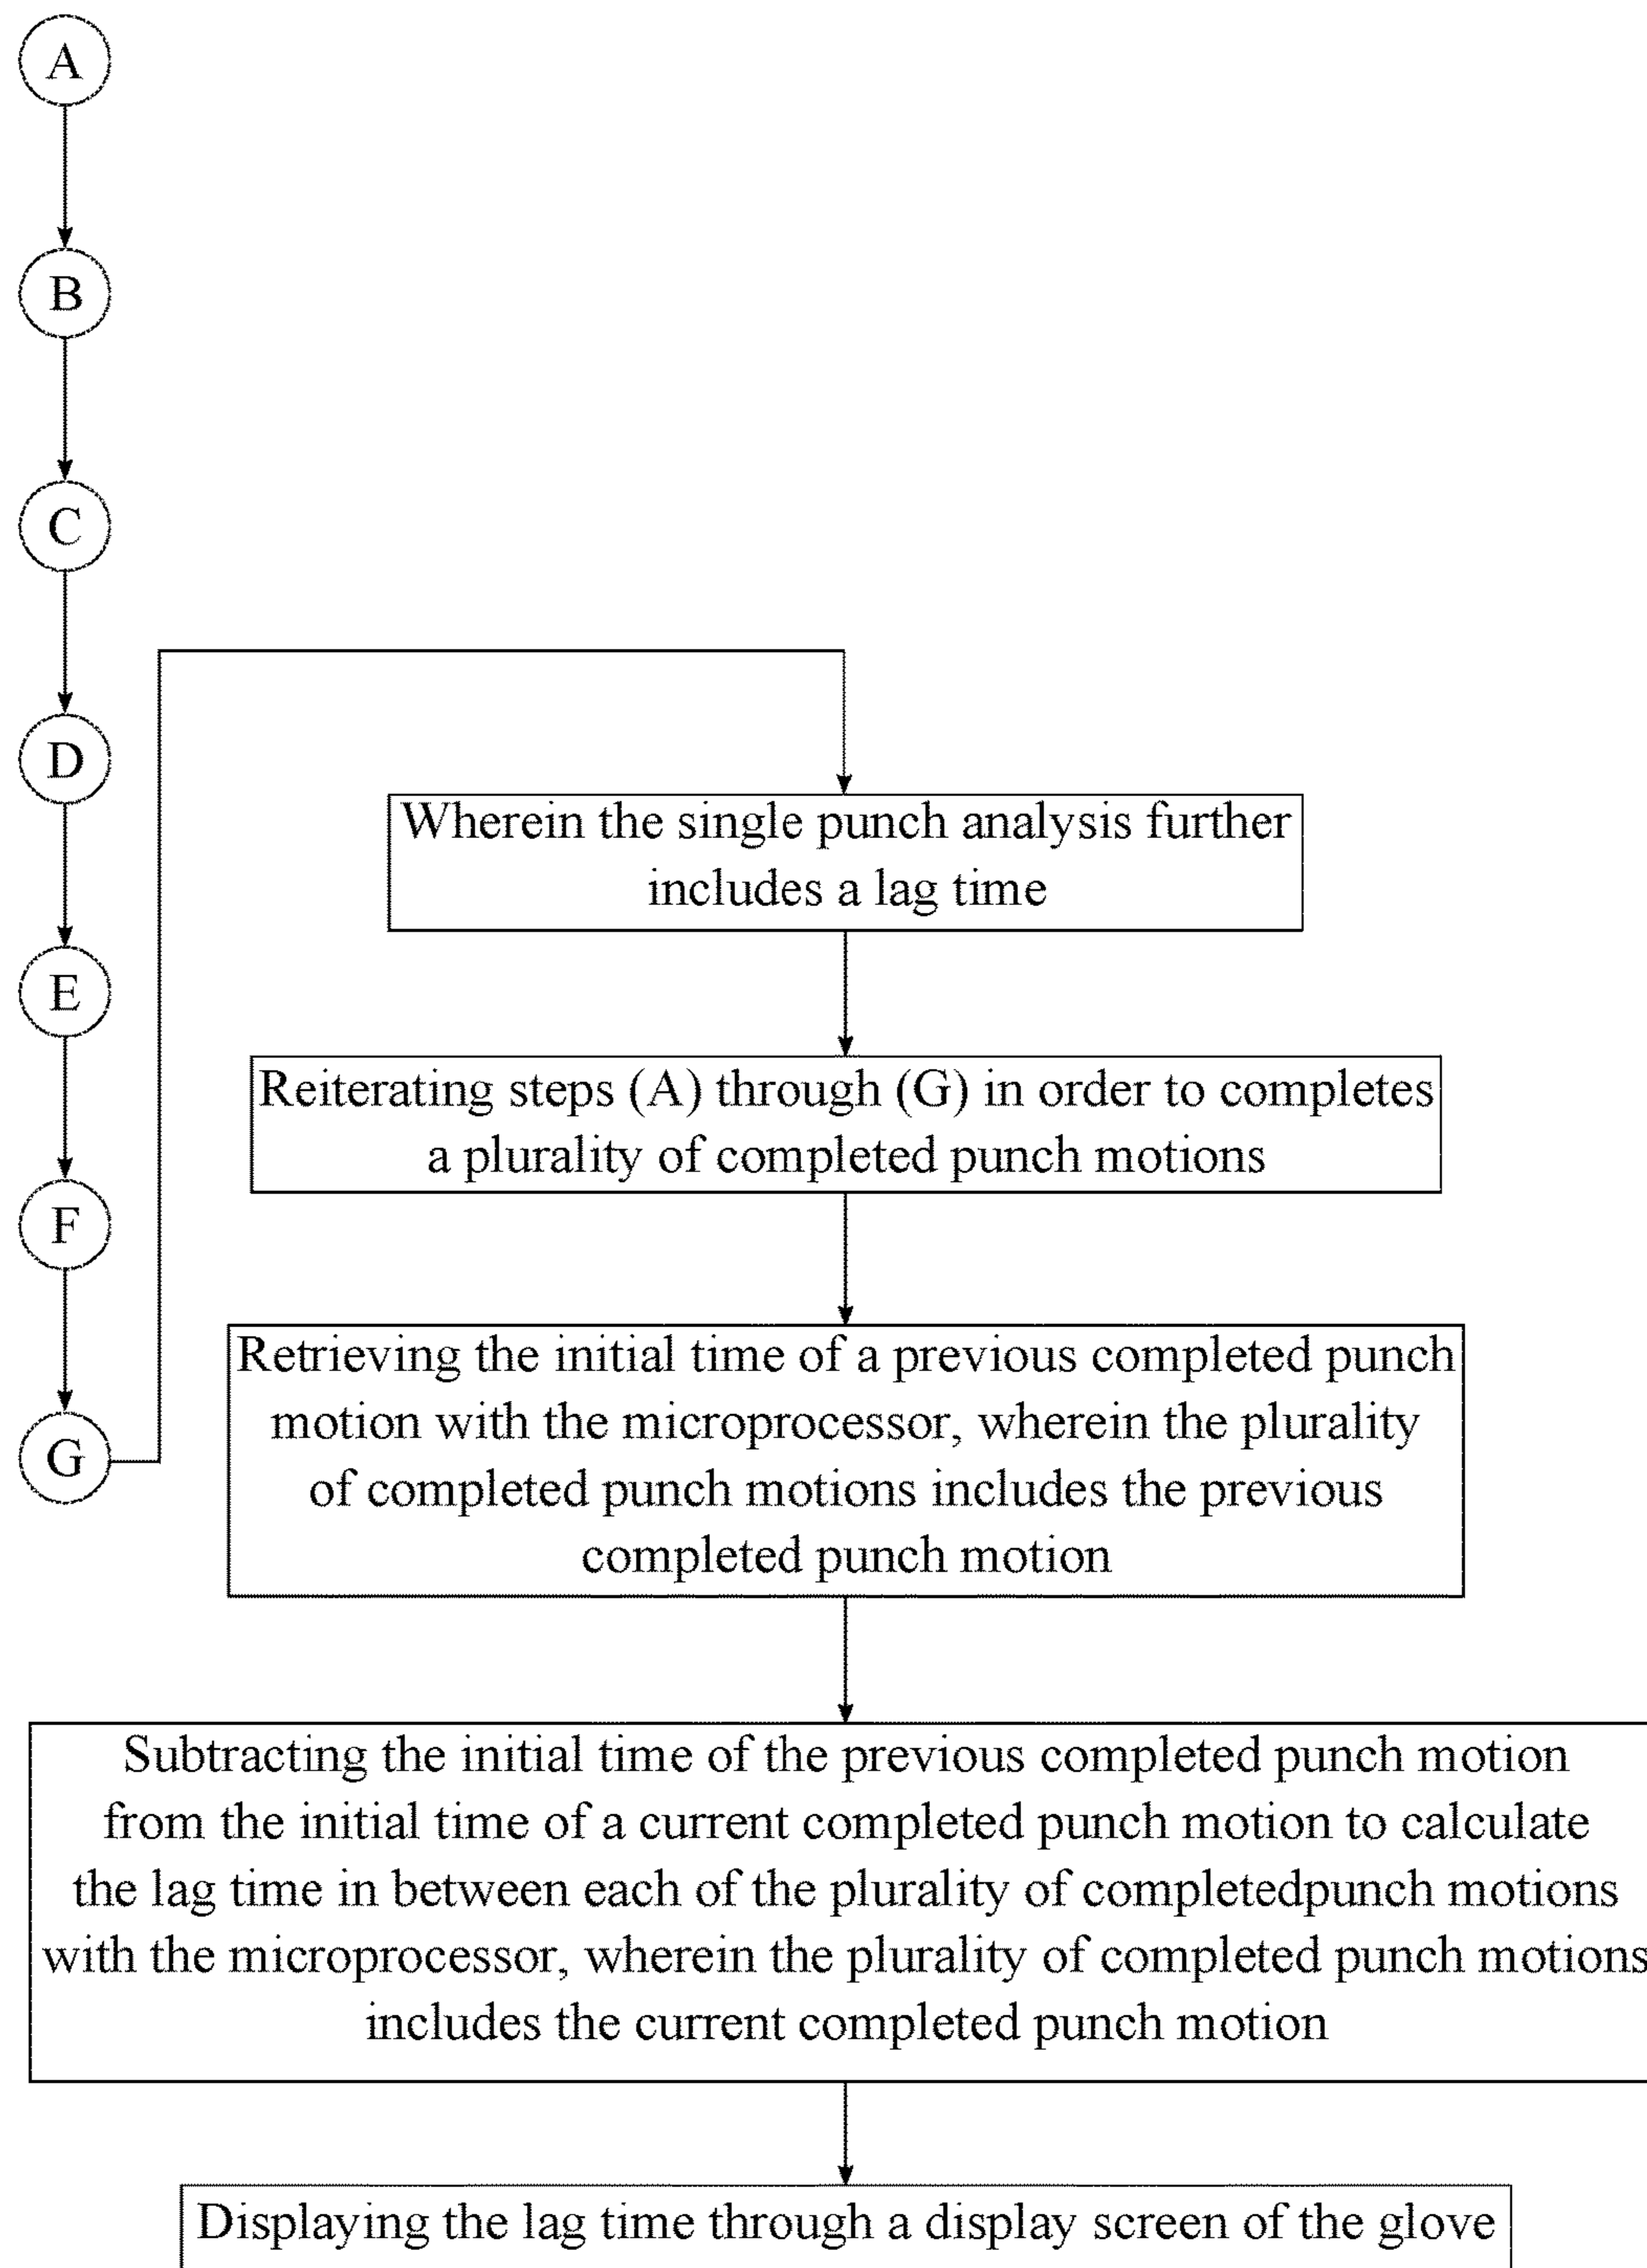 A
B
C
D
E
F
G
Wherein the single punch analysis further
includes a lag time
Reiterating steps (A) through (G) in order to completes
a plurality of completed punch motions
Retrieving the initial time of a previous completed punch
motion with the microprocessor, wherein the plurality
of completed punch motions includes the previous
completed punch motion
Subtracting the initial time of the previous completed punch motion
from the initial time of a current completed punch motion to calculate
the lag time in between each of the plurality of completedpunch motions
with the microprocessor, wherein the plurality of completed punch motions
includes the current completed punch motion
Displaying the lag time through a display screen of the glove